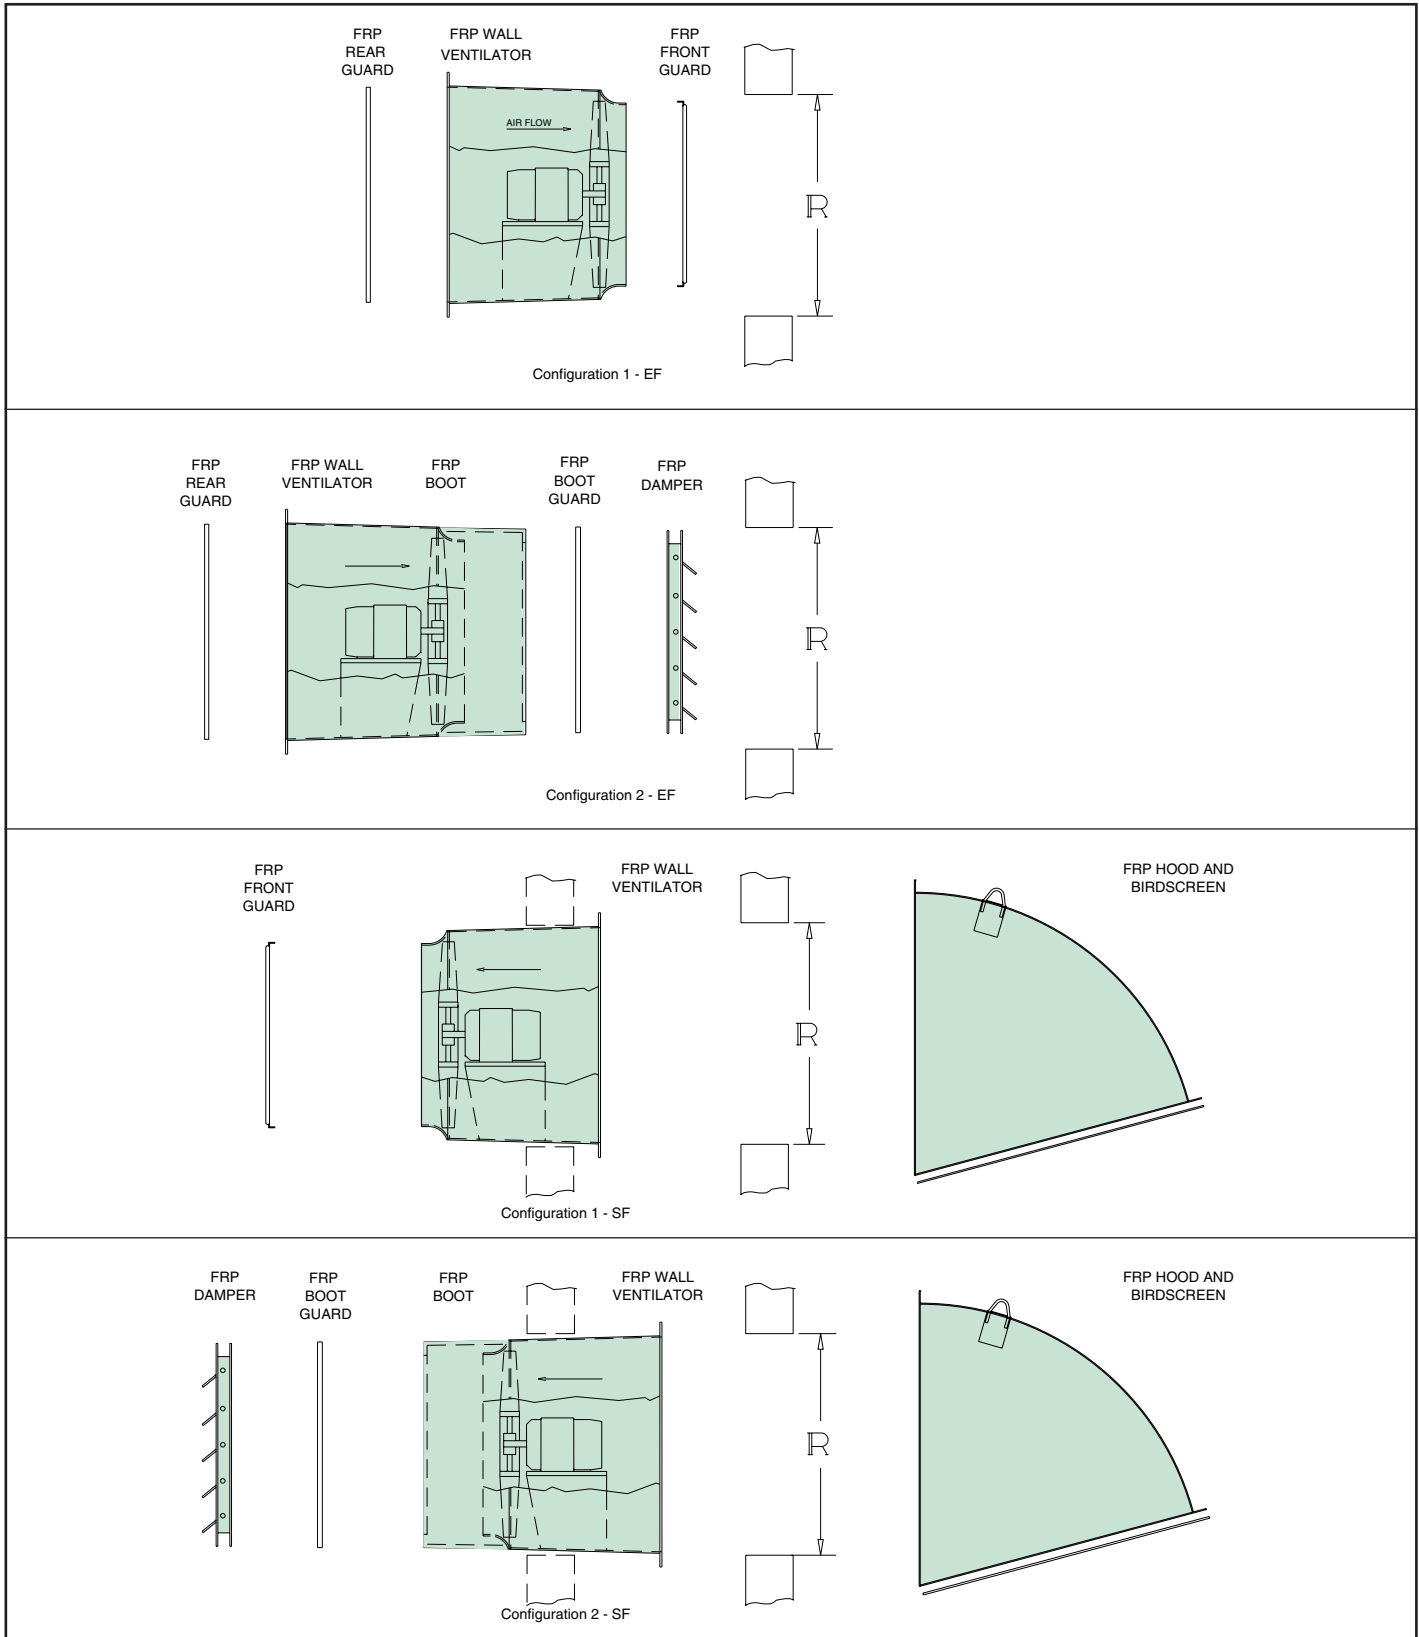 FRP
REAR
GUARD
FRP WALL
VENTILATOR
FRP
FRONT
GUARD
AIR FLOW
R
Configuration 1 - EF
FRP
REAR
GUARD
FRP WALL
VENTILATOR
FRP
BOOT
FRP
BOOT
GUARD
FRP
DAMPER
R
Configuration 2 - EF
FRP
FRONT
GUARD
FRP WALL
VENTILATOR
FRP HOOD AND
BIRDSCREEN
R
Configuration 1 - SF
FRP
DAMPER
FRP
BOOT
GUARD
FRP
BOOT
FRP WALL
VENTILATOR
FRP HOOD AND
BIRDSCREEN
R
Configuration 2 - SF